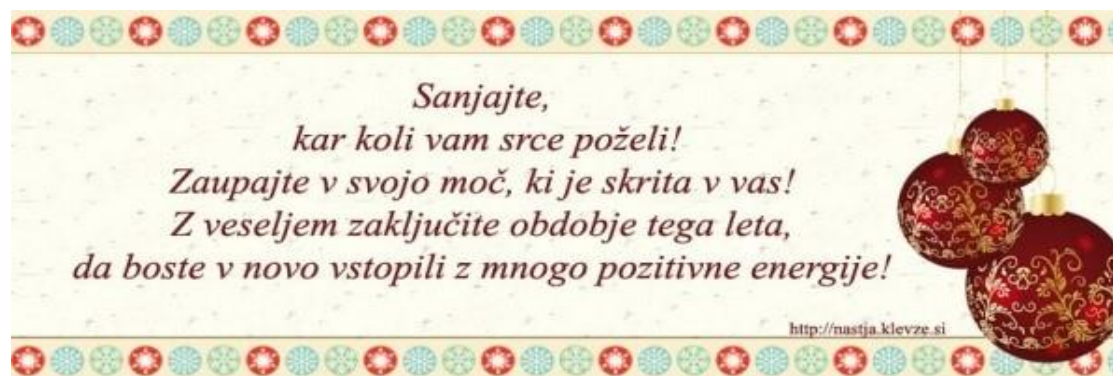 Sanjajte,
kar koli vam srce poželi!
Zaupajte v svojo moč, ki je skrita v vas!
Z veseljem zaključite obdobje tega leta,
da boste v novo vstopili z mnogo pozitivne energije!
http://nastja.klevze.si